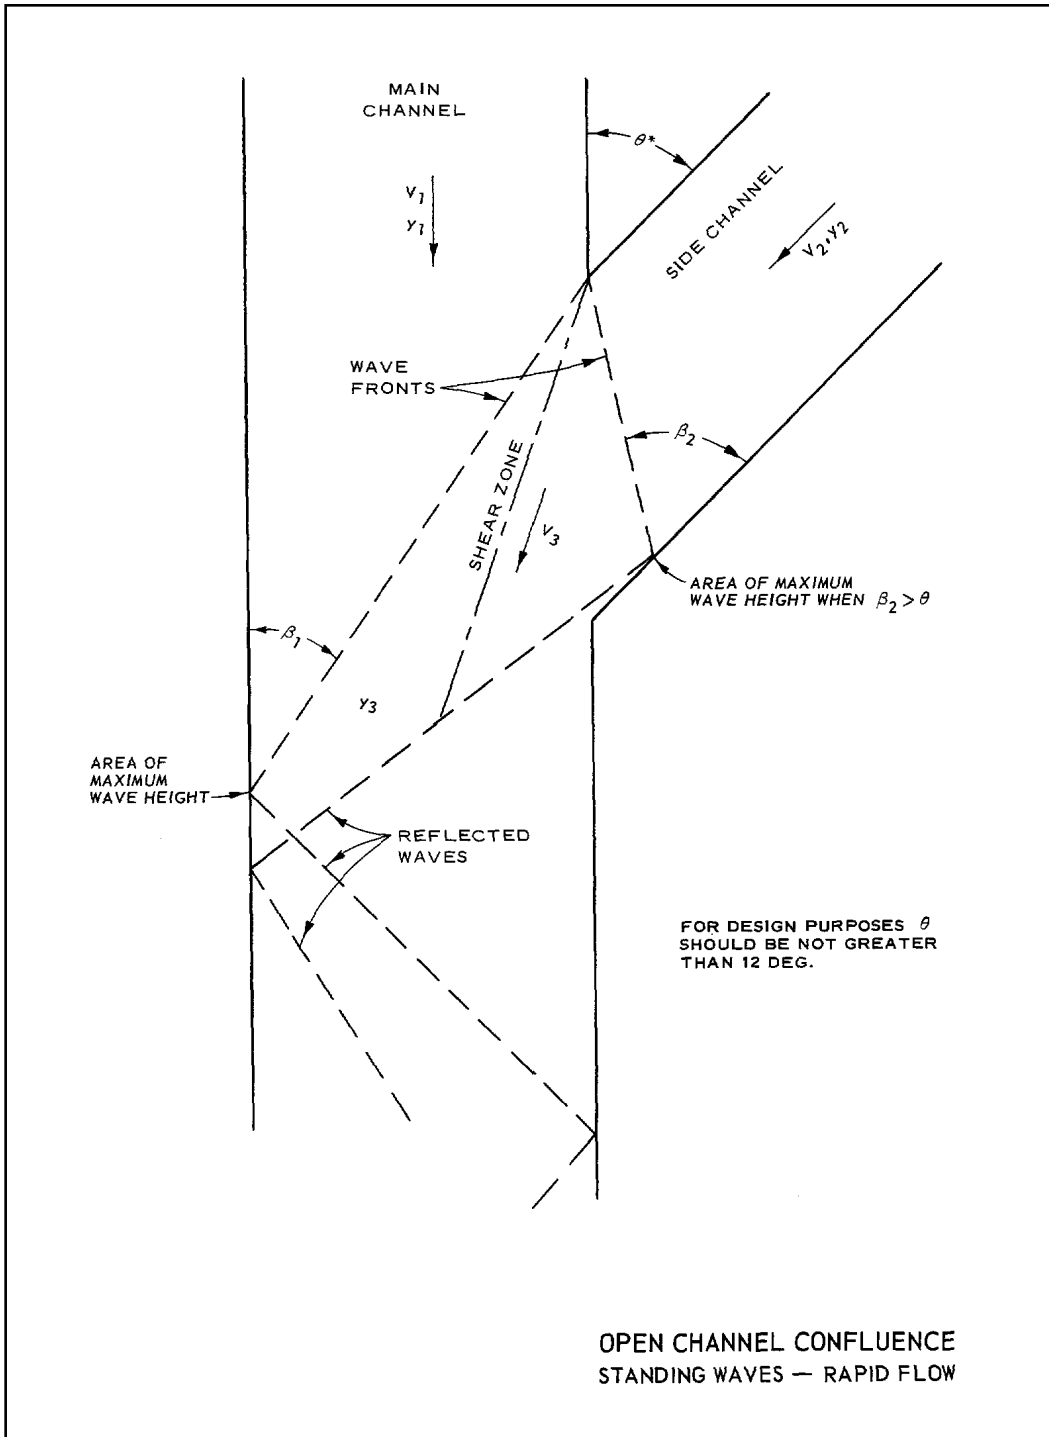 MAIN
CHANNEL
θ*
V1
y1
SIDE CHANNEL
V2,y2
WAVE
FRONTS
β2
SHEAR ZONE
V3
AREA OF MAXIMUM
WAVE HEIGHT WHEN β2 > θ
β1
y3
AREA OF
MAXIMUM
WAVE HEIGHT
REFLECTED
WAVES
FOR DESIGN PURPOSES θ
SHOULD BE NOT GREATER
THAN 12 DEG.
OPEN CHANNEL CONFLUENCE
STANDING WAVES — RAPID FLOW